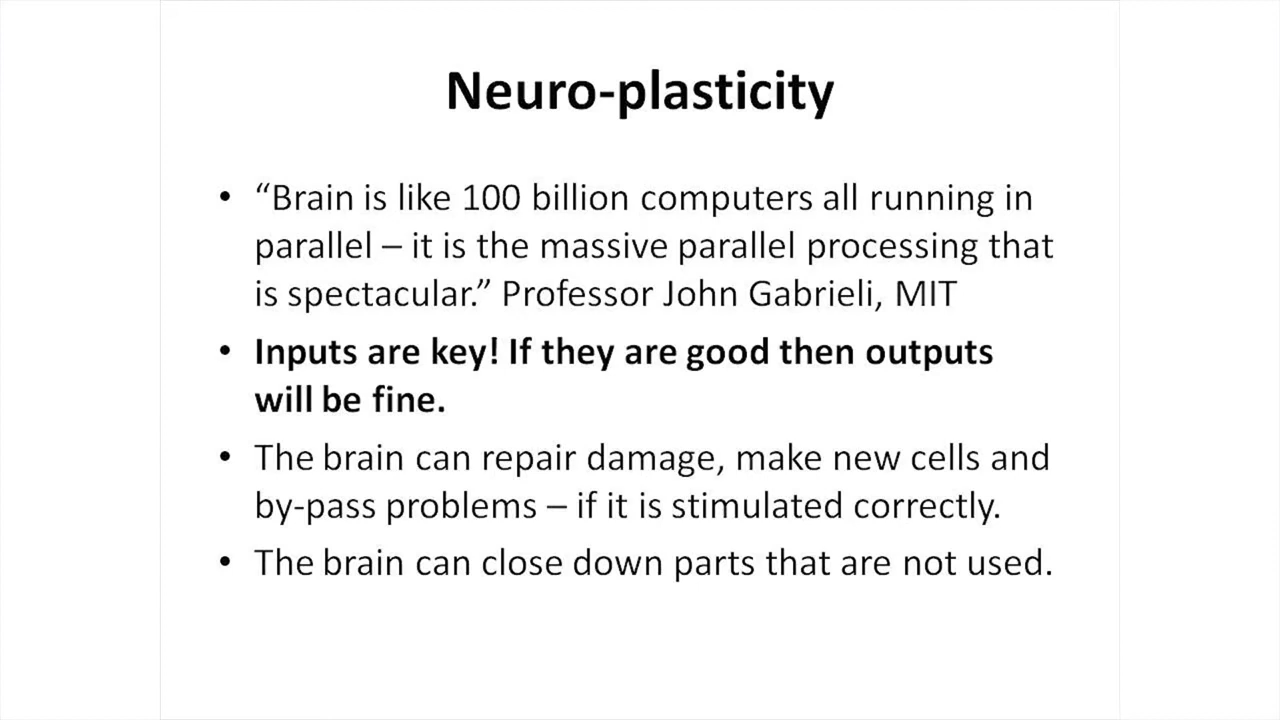 Neuro-plasticity
• “Brain is like 100 billion computers all running in
parallel – it is the massive parallel processing that
is spectacular.” Professor John Gabrieli, MIT
• Inputs are key! If they are good then outputs
will be fine.
• The brain can repair damage, make new cells and
by-pass problems – if it is stimulated correctly.
• The brain can close down parts that are not used.